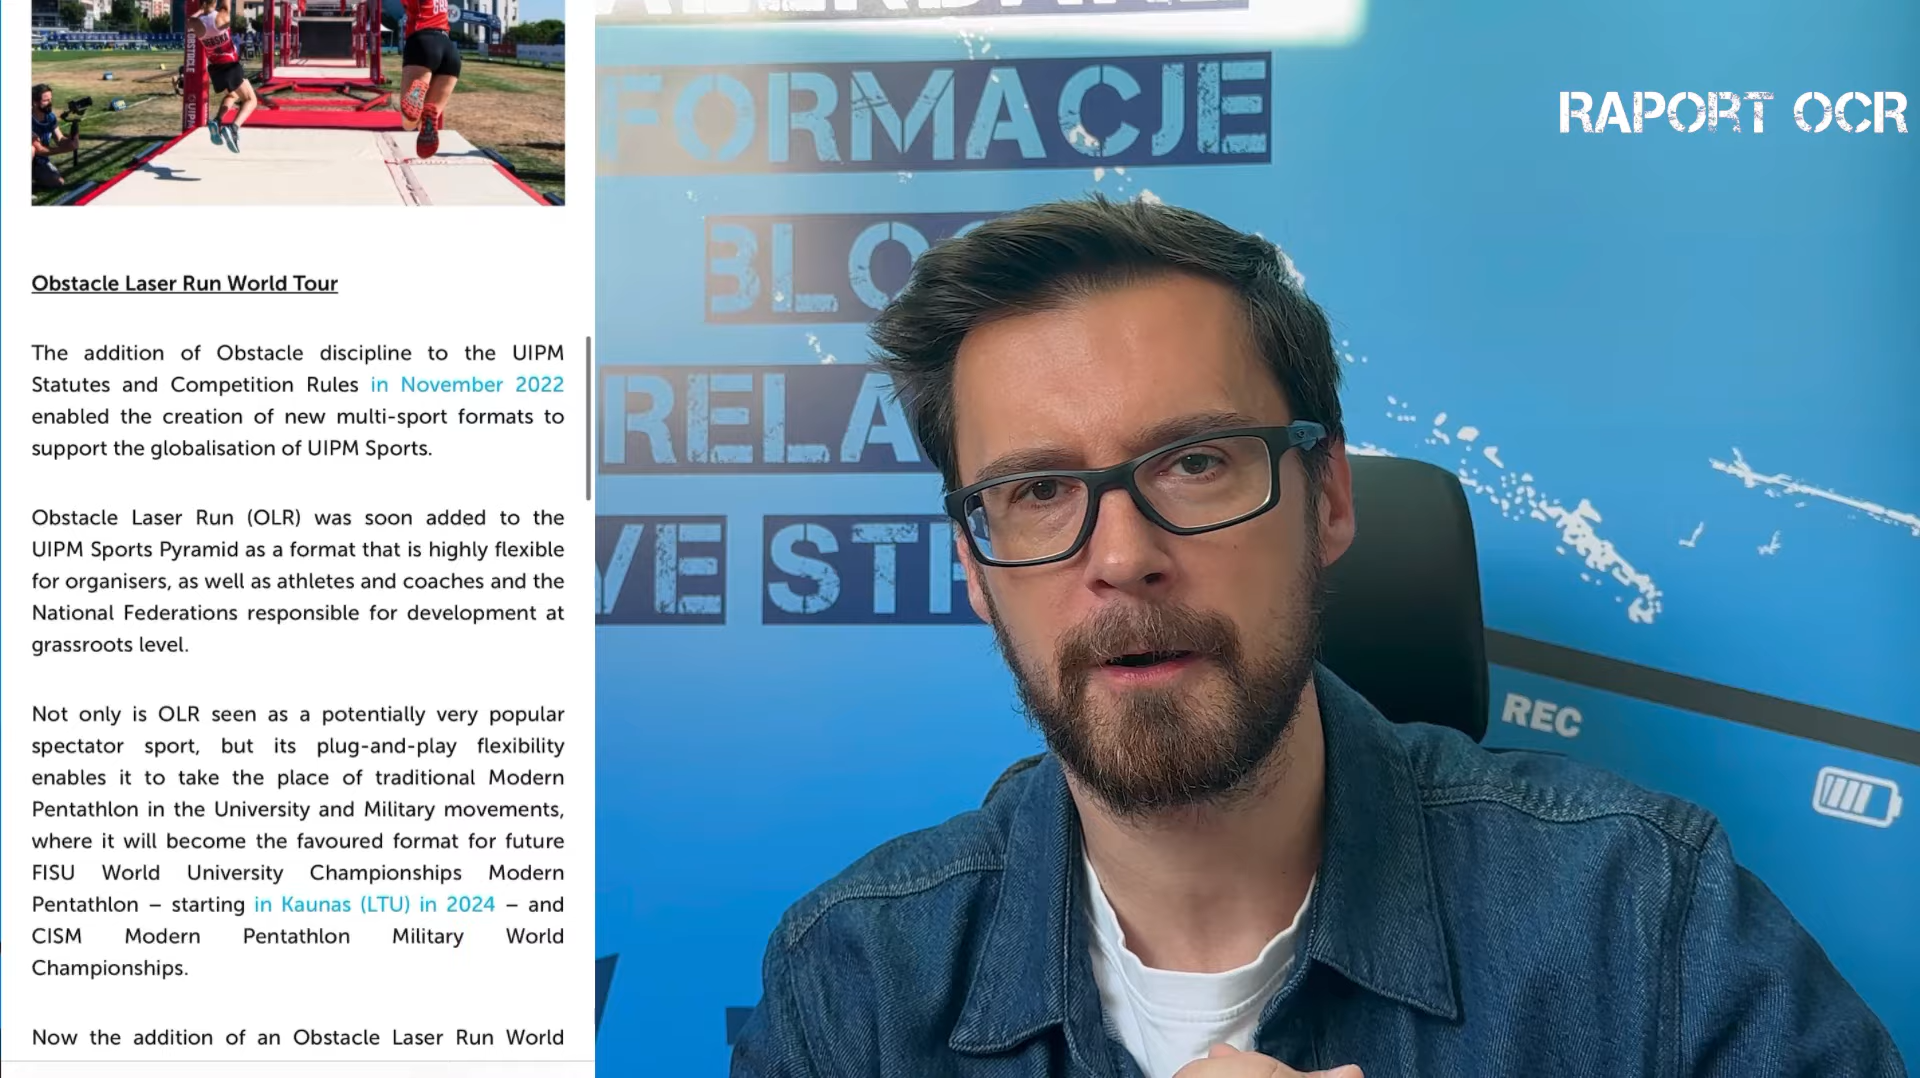 Obstacle Laser Run World Tour
The addition of Obstacle discipline to the UIPM
Statutes and Competition Rules in November 2022
enabled the creation of new multi-sport formats to
support the globalisation of UIPM Sports.
Obstacle Laser Run (OLR) was soon added to the
UIPM Sports Pyramid as a format that is highly flexible
for organisers, as well as athletes and coaches and the
National Federations responsible for development at
grassroots level.
Not only is OLR seen as a potentially very popular
spectator sport, but its plug-and-play flexibility
enables it to take the place of traditional Modern
Pentathlon in the University and Military movements,
where it will become the favoured format for future
FISU World University Championships Modern
Pentathlon – starting in Kaunas (LTU) in 2024 – and
CISM Modern Pentathlon Military World
Championships.
Now the addition of an Obstacle Laser Run World
RAPORT OCR
FORMACJE
BLO
RELA
VE STR
REC